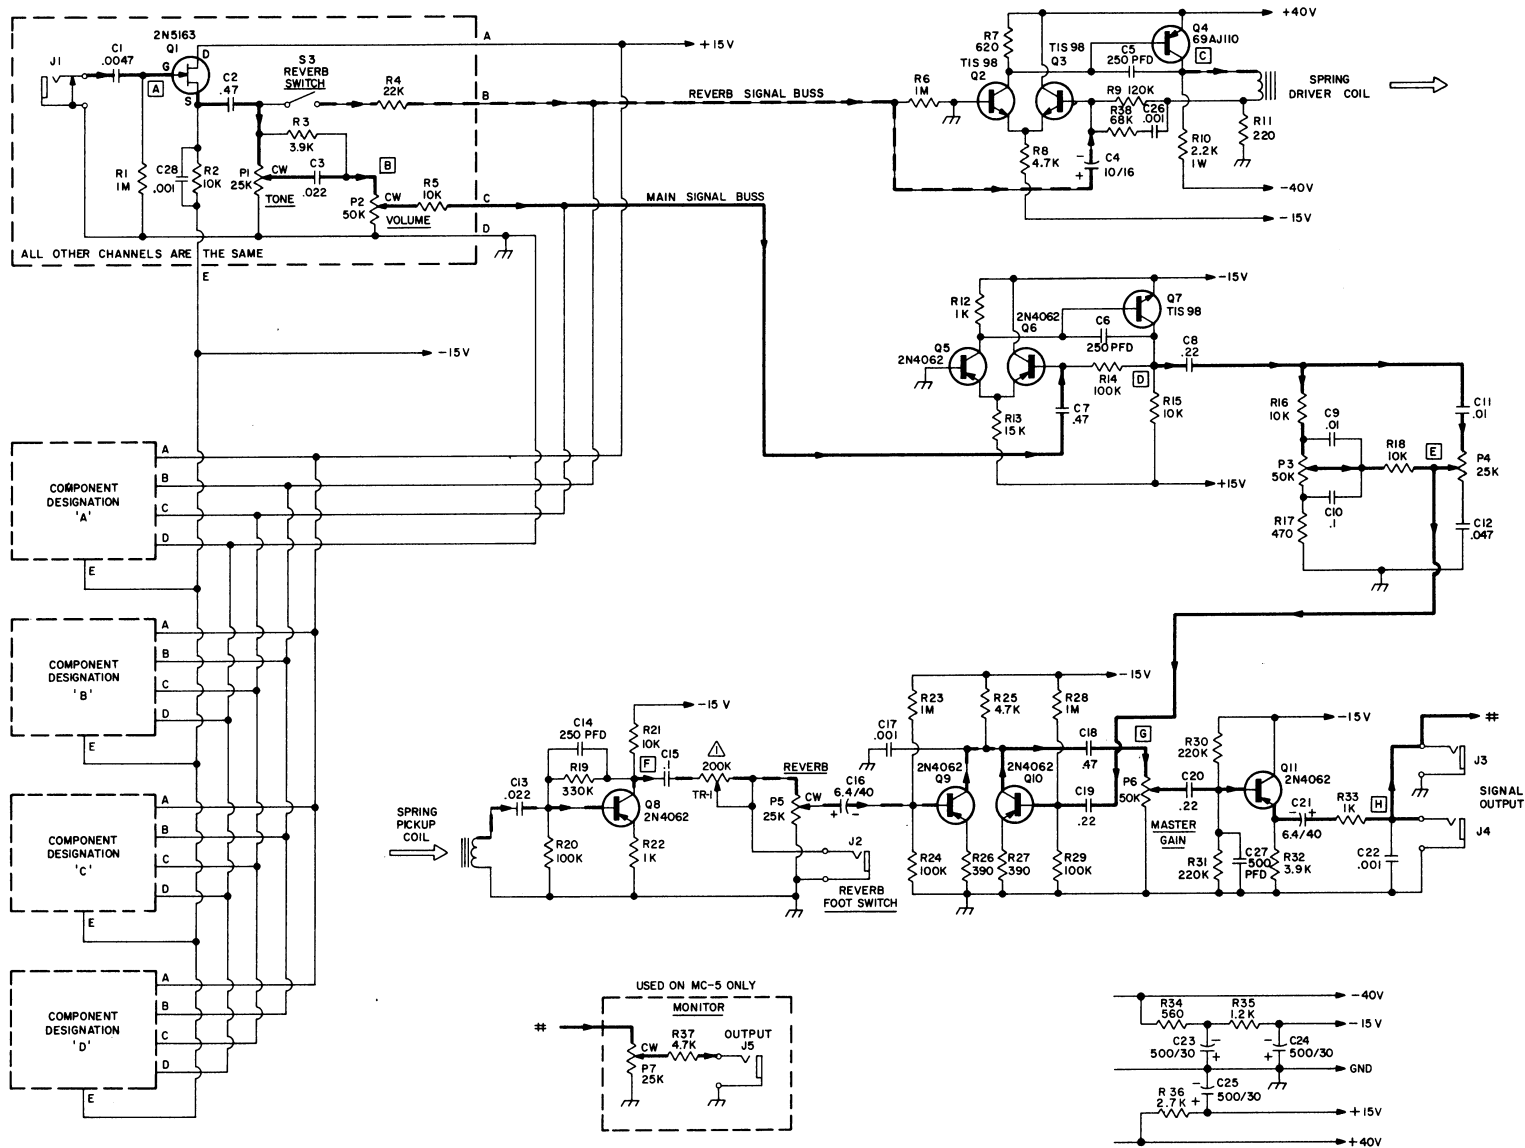 2N5163
Q1
D
G
S
J1
C1
.0047
A
C2
.47
S3
REVERB
SWITCH
R4
22K
R3
3.9K
R1
1M
C28
.001
R2
10K
P1
25K
CW
C3
.022
TONE
B
P2
50K
CW
VOLUME
R5
10K
A
B
C
D
E
ALL OTHER CHANNELS ARE THE SAME
+15V
REVERB SIGNAL BUSS
MAIN SIGNAL BUSS
-15V
+40V
R7
620
TIS98
Q2
TIS98
Q3
C5
250 PFD
Q4
69AJ110
C
R6
1M
R9 120K
R38
68K
C26
.001
R8
4.7K
C4
10/16
-
+
R10
2.2K
1W
R11
220
SPRING
DRIVER COIL
-40V
-15V
-15V
R12
1K
2N4062
Q6
C6
250PFD
Q7
TIS98
Q5
2N4062
R14
100K
D
C8
.22
R13
15K
C7
.47
R15
10K
+15V
R16
10K
C9
.01
P3
50K
C10
.1
R17
470
R18
10K
E
C11
.01
P4
25K
C12
.047
COMPONENT
DESIGNATION
'A'
A
B
C
D
E
COMPONENT
DESIGNATION
'B'
A
B
C
D
E
COMPONENT
DESIGNATION
'C'
A
B
C
D
E
COMPONENT
DESIGNATION
'D'
A
B
C
D
E
SPRING
PICKUP
COIL
C13
.022
C14
250 PFD
R19
330K
R20
100K
R21
10K
-15 V
Q8
2N4062
R22
1K
F
C15
.1
1
200K
TR-1
REVERB
P5
25K
CW
C16
6.4/40
+
-
J2
REVERB
FOOT SWITCH
C17
.001
R23
1M
R25
4.7K
R28
1M
-15V
2N4062
Q9
2N4062
Q10
C18
.47
C19
.22
G
R24
100K
R26
390
R27
390
R29
100K
P6
50K
MASTER
GAIN
C20
.22
R30
220K
-15V
Q11
2N4062
R31
220K
C27
500
PFD
C21
+
6.4/40
R32
3.9K
R33
1K
H
C22
.001
#
J3
J4
SIGNAL
OUTPUT
USED ON MC-5 ONLY
MONITOR
#
CW
P7
25K
R37
4.7K
OUTPUT
J5
-40V
R34
560
R35
1.2K
-15V
C23
500/30
-
+
C24
500/30
-
+
GND
C25
500/30
-
+
R36
2.7K
+15V
+40V